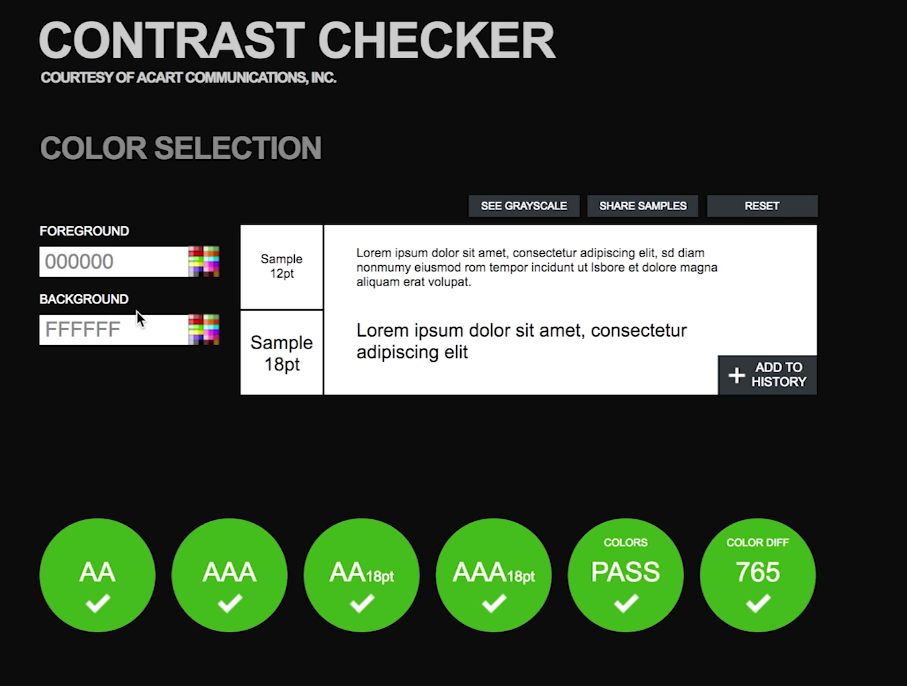 CONTRAST CHECKER
COURTESY OF ACART COMMUNICATIONS, INC.
COLOR SELECTION
SEE GRAYSCALE
SHARE SAMPLES
RESET
FOREGROUND
000000
BACKGROUND
FFFFFF
Sample
12pt
Lorem ipsum dolor sit amet, consectetur adipiscing elit, sd diam
nonmumy eiusmod rom tempor incidunt ut lsbore et dolore magna
aliquam erat volupat.
Sample
18pt
Lorem ipsum dolor sit amet, consectetur
adipiscing elit
+ ADD TO
HISTORY
AA
AAA
AA18pt
AAA18pt
COLORS
PASS
COLOR DIFF
765